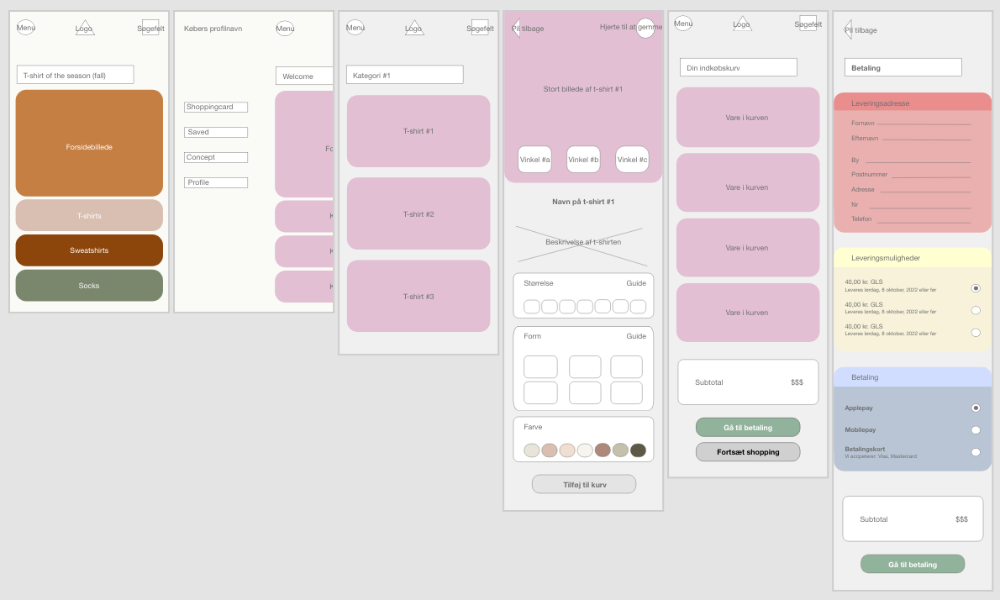 Menu
Logo
Søgefelt
T-shirt of the season (fall)
Forsidebillede
T-shirts
Sweatshirts
Socks
Købers profilnavn
Menu
Welcome
Shoppingcard
Saved
Concept
Profile
Fo
K
K
K
Menu
Logo
Søgefelt
Kategori #1
T-shirt #1
T-shirt #2
T-shirt #3
Pil tilbage
Hjerte til at gemme
Stort billede af t-shirt #1
Vinkel #a
Vinkel #b
Vinkel #c
Navn på t-shirt #1
Beskrivelse af t-shirten
Størrelse
Guide
Form
Guide
Farve
Tilføj til kurv
Menu
Logo
Søgefelt
Din indkøbskurv
Vare i kurven
Vare i kurven
Vare i kurven
Vare i kurven
Subtotal
$$$
Gå til betaling
Fortsæt shopping
Pil tilbage
Betaling
Leveringsadresse
Fornavn
Efternavn
By
Postnummer
Adresse
Nr
Telefon
Leveringsmuligheder
40,00 kr. GLS
Leveres lørdag, 8 oktober, 2022 eller før
40,00 kr. GLS
Leveres lørdag, 8 oktober, 2022 eller før
40,00 kr. GLS
Leveres lørdag, 8 oktober, 2022 eller før
Betaling
Applepay
Mobilepay
Betalingskort
Vi accpeterer: Visa, Mastercard
Subtotal
$$$
Gå til betaling